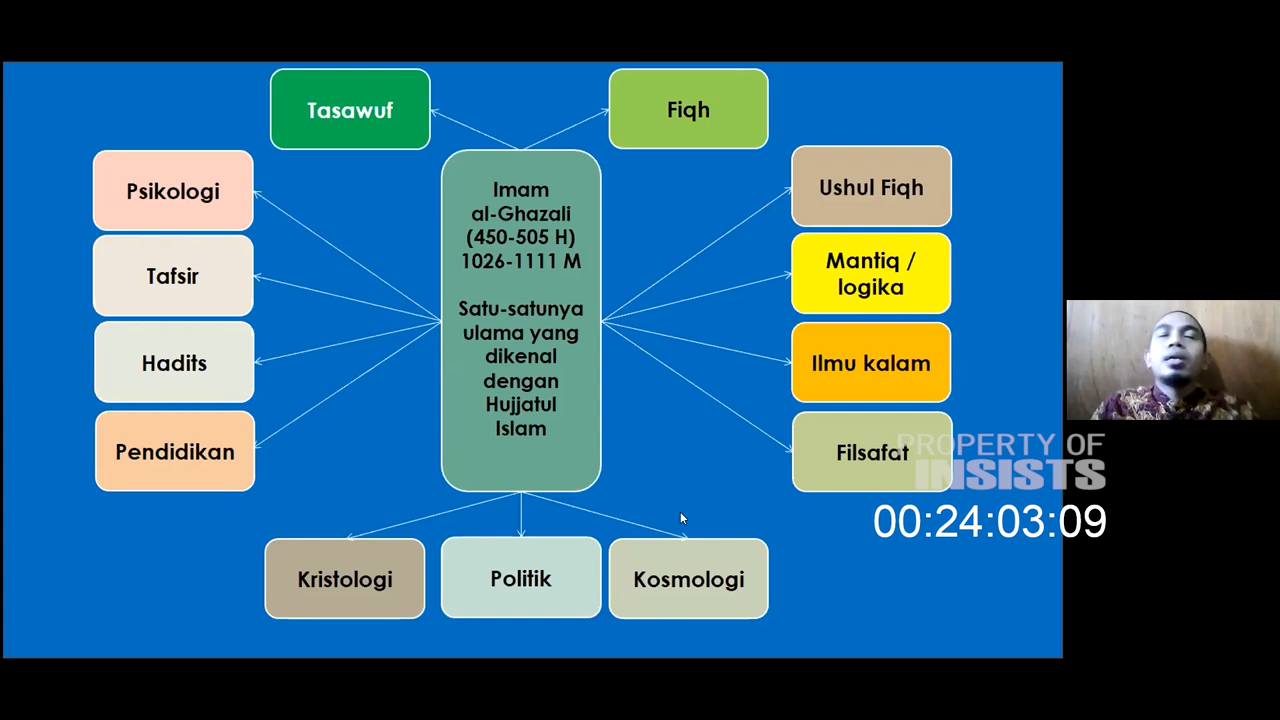 Tasawuf
Fiqh
Psikologi
Tafsir
Hadits
Pendidikan
Imam
al-Ghazali
(450-505 H)
1026-1111 M
Satu-satunya
ulama yang
dikenal
dengan
Hujjatul
Islam
Ushul Fiqh
Mantiq /
logika
Ilmu kalam
Filsafat
Kristologi
Politik
Kosmologi
PROPERTY OF
INSISTS
00:24:03:09